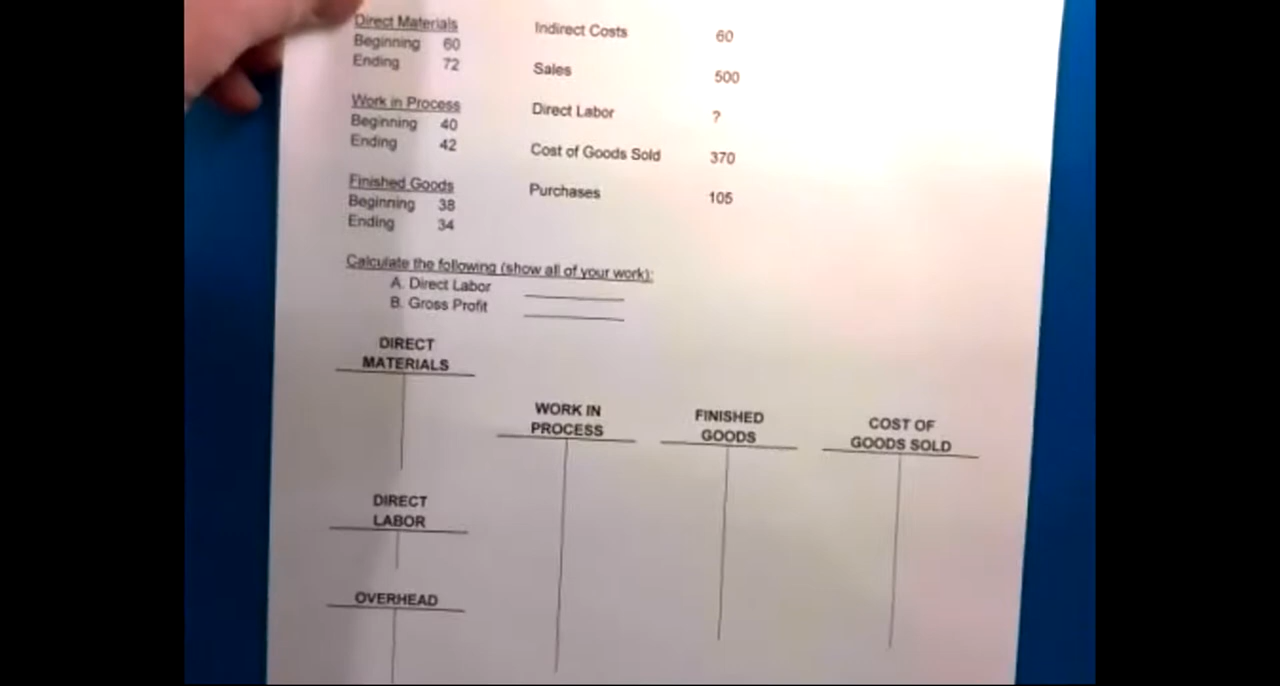 Direct Materials
Beginning 60
Ending 72
Indirect Costs 60
Sales 500
Work in Process
Beginning 40
Ending 42
Direct Labor ?
Cost of Goods Sold 370
Finished Goods
Beginning 38
Ending 34
Purchases 105
Calculate the following (show all of your work):
A. Direct Labor
B. Gross Profit
DIRECT
MATERIALS
WORK IN
PROCESS
FINISHED
GOODS
COST OF
GOODS SOLD
DIRECT
LABOR
OVERHEAD